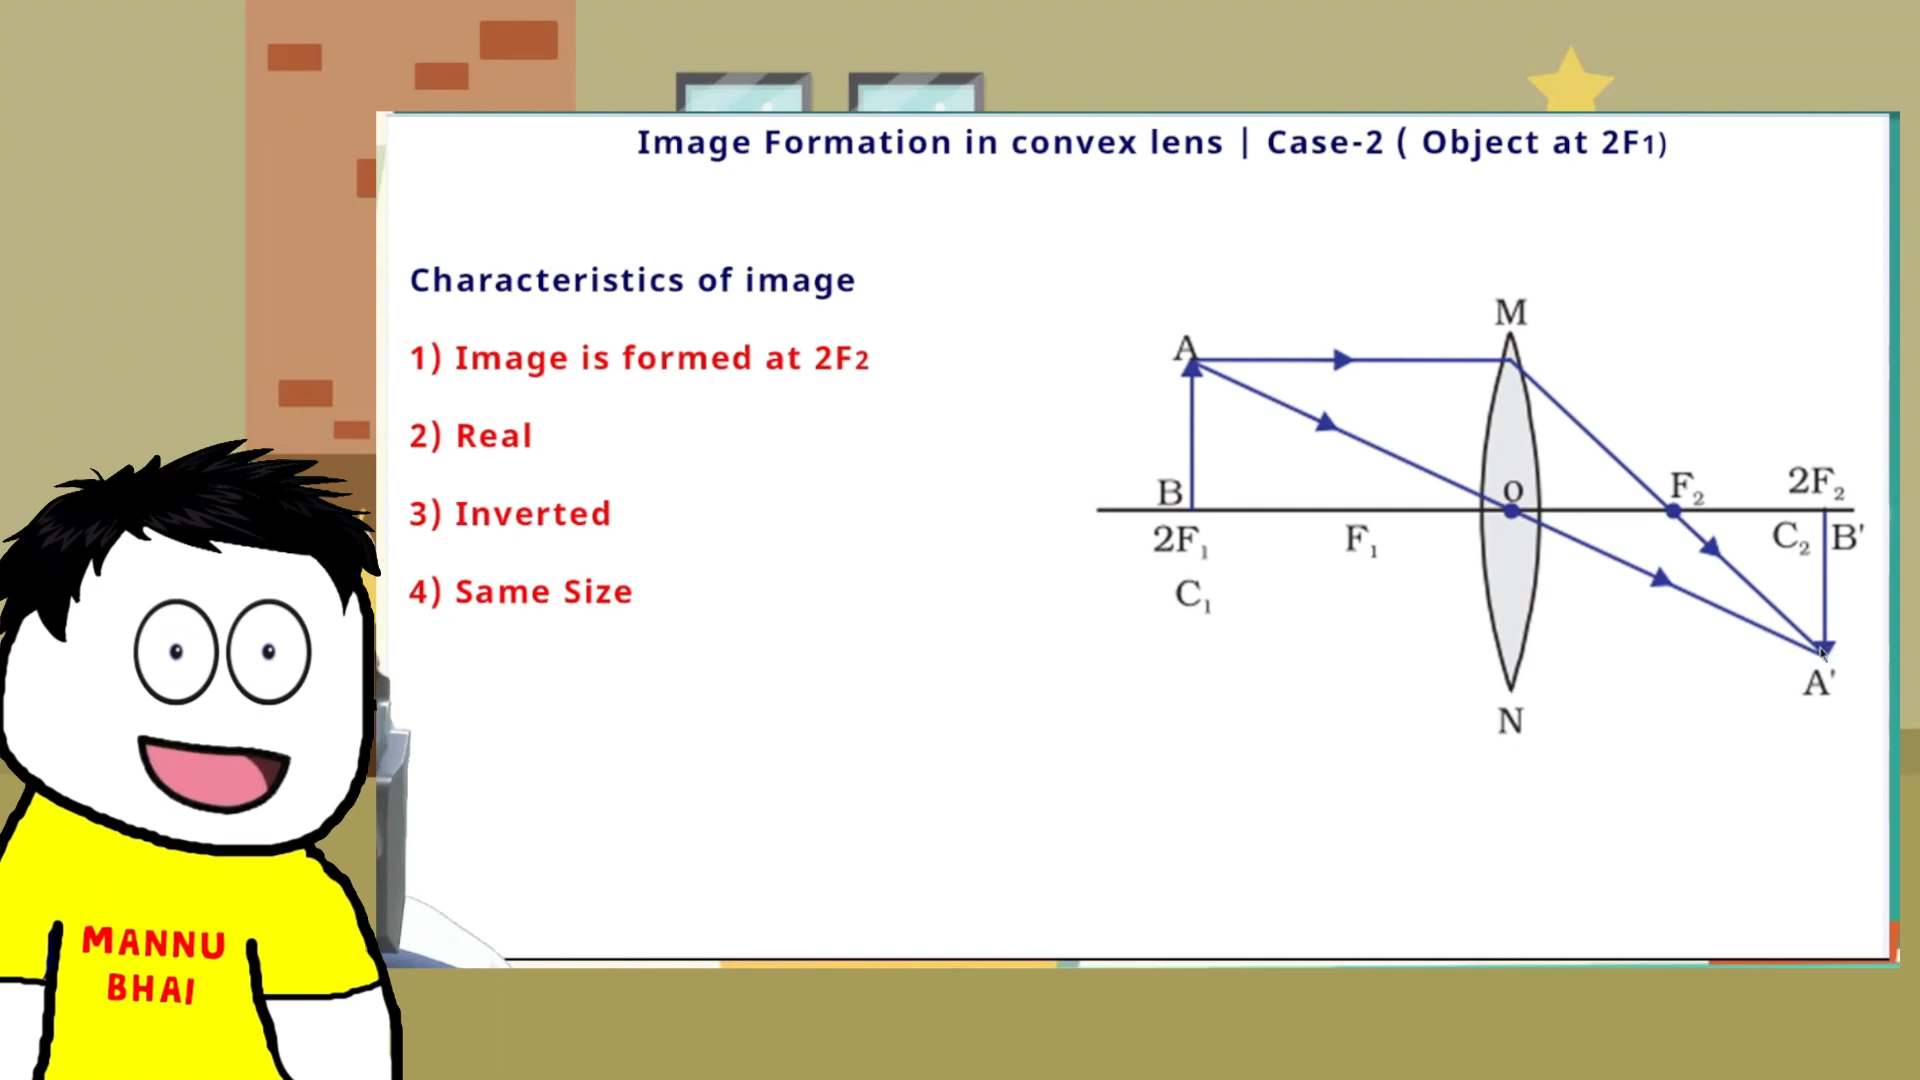 Image Formation in convex lens | Case-2 ( Object at 2F1)
Characteristics of image
1) Image is formed at 2F2
2) Real
3) Inverted
4) Same Size
M
A
B
O
F₂
2F₂
2F₁
F₁
C₂
B'
C₁
A'
N
MANNU
BHAI